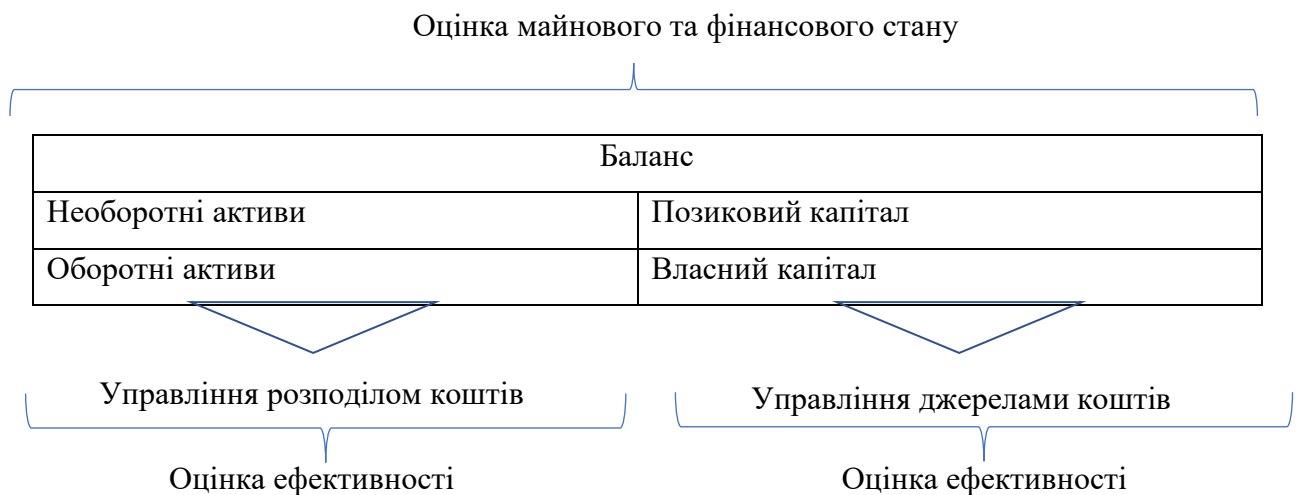 Оцінка майнового та фінансового стану
Баланс
Необоротні активи
Позиковий капітал
Оборотні активи
Власний капітал
Управління розподілом коштів
Управління джерелами коштів
Оцінка ефективності
Оцінка ефективності